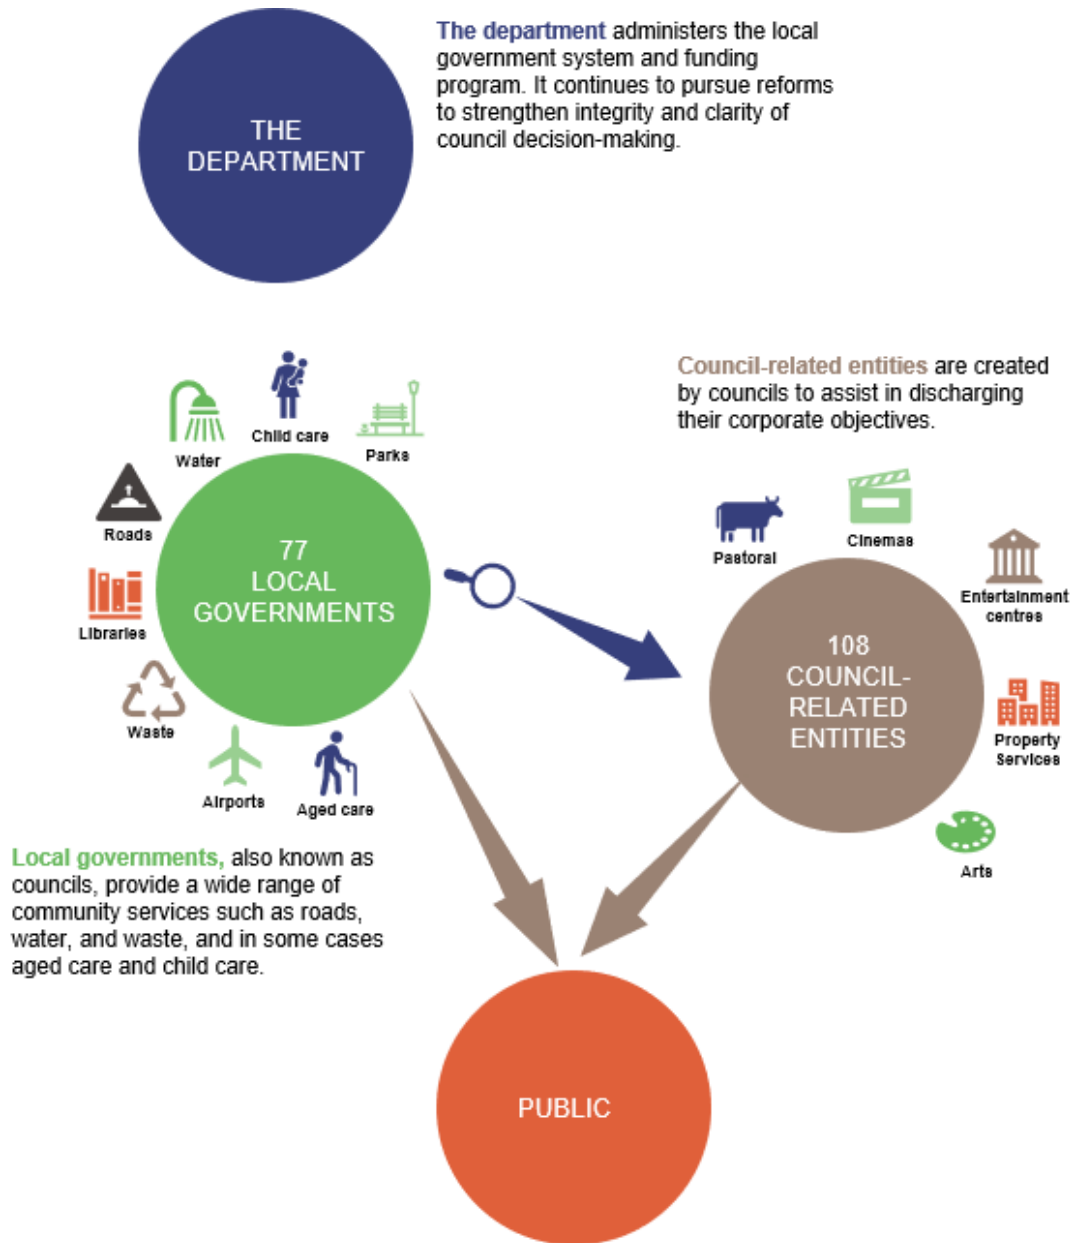 The department administers the local
government system and funding
program. It continues to pursue reforms
to strengthen integrity and clarity of
council decision-making.
THE
DEPARTMENT
Council-related entities are created
by councils to assist in discharging
their corporate objectives.
Child care
Water
Parks
Roads
Libraries
Waste
Airports
Aged care
77
LOCAL
GOVERNMENTS
Pastoral
Cinemas
Entertainment
centres
Property
Services
Arts
108
COUNCIL-
RELATED
ENTITIES
Local governments, also known as
councils, provide a wide range of
community services such as roads,
water, and waste, and in some cases
aged care and child care.
PUBLIC